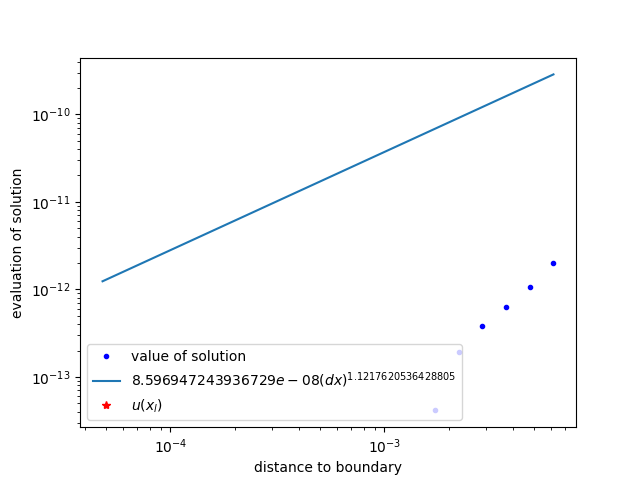 10⁻¹⁰
10⁻¹¹
10⁻¹²
10⁻¹³
evaluation of solution
value of solution
8.596947243936729e − 08(dx)^1.1217620536428805
u(x_l)
10⁻⁴ 10⁻³
distance to boundary